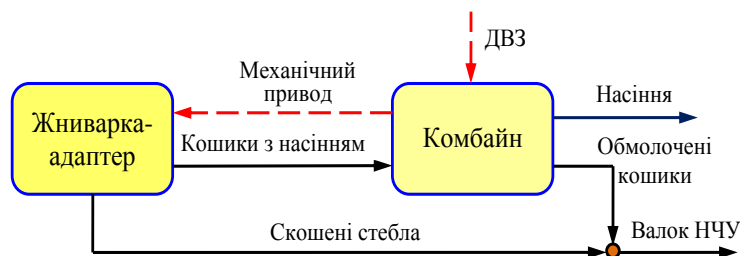 ДВЗ
Механічний
привод
Насіння
Жниварка-
адаптер
Комбайн
Кошики з насінням
Обмолочені
кошики
Скошені стебла
Валок НЧУ